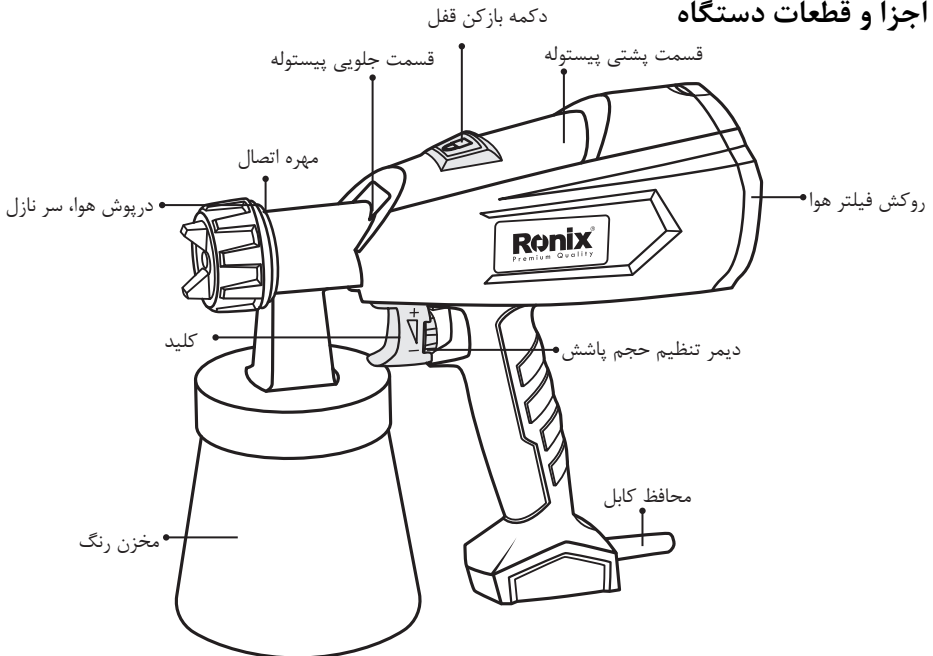 اجزا و قطعات دستگاه
دکمه بازکن قفل
قسمت پشتی پیستوله
قسمت جلویی پیستوله
مهره اتصال
درپوش هوا، سر نازل
روکش فیلتر هوا
Ronix®
Premium Quality
+
کلید
−
دیمر تنظیم حجم پاشش
محافظ کابل
مخزن رنگ